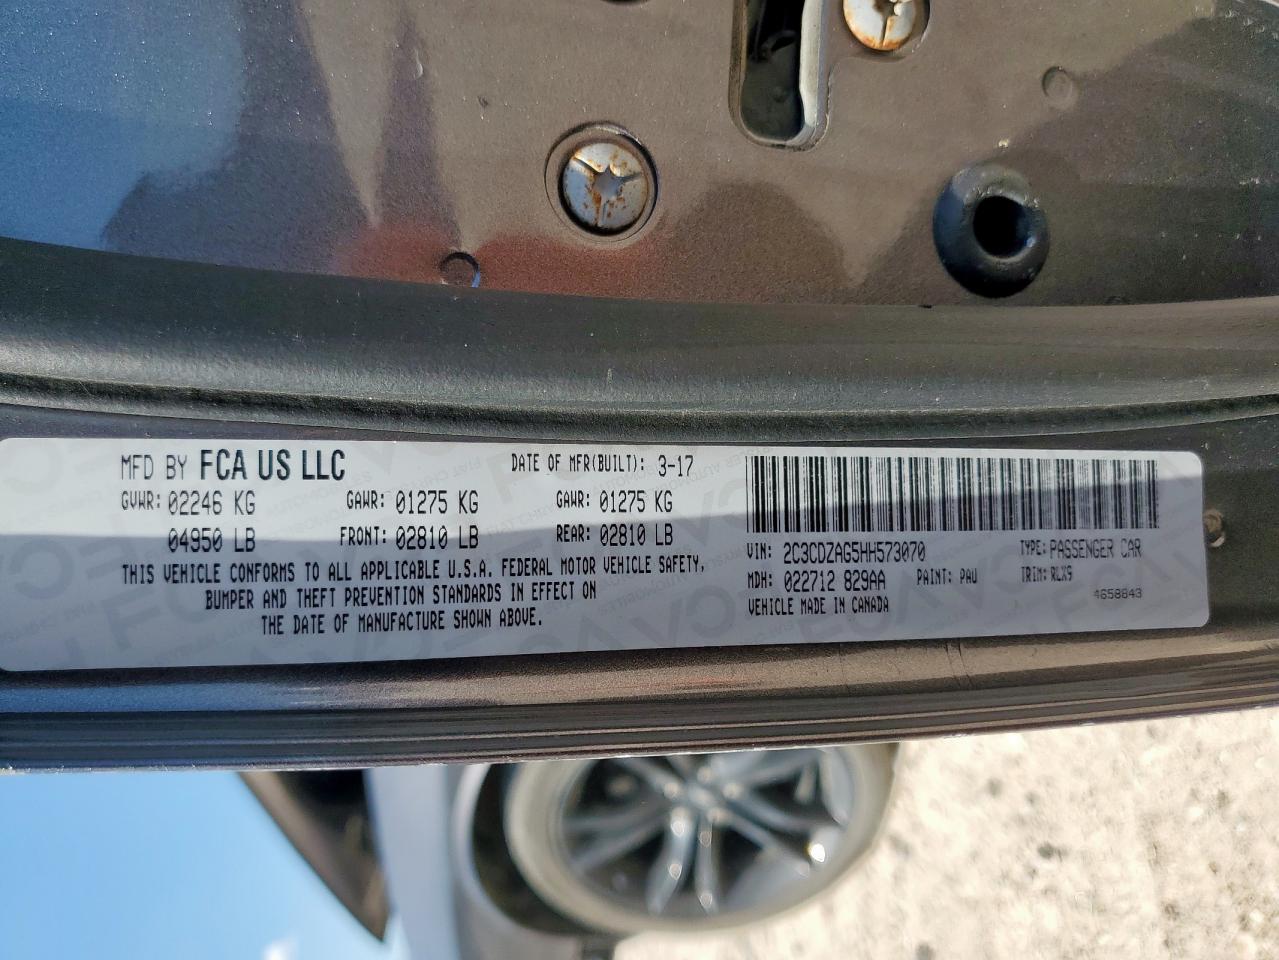 MFD BY FCA US LLC DATE OF MFR(BUILT): 3-17
GVWR: 02246 KG GAWR: 01275 KG GAWR: 01275 KG
04950 LB FRONT: 02810 LB REAR: 02810 LB
THIS VEHICLE CONFORMS TO ALL APPLICABLE U.S.A. FEDERAL MOTOR VEHICLE SAFETY,
BUMPER AND THEFT PREVENTION STANDARDS IN EFFECT ON
THE DATE OF MANUFACTURE SHOWN ABOVE.
VIN: 2C3CDZAG5HH573070 TYPE: PASSENGER CAR
MDH: 022712 829AA PAINT: PAU TRIM: RLX9
VEHICLE MADE IN CANADA 4658843